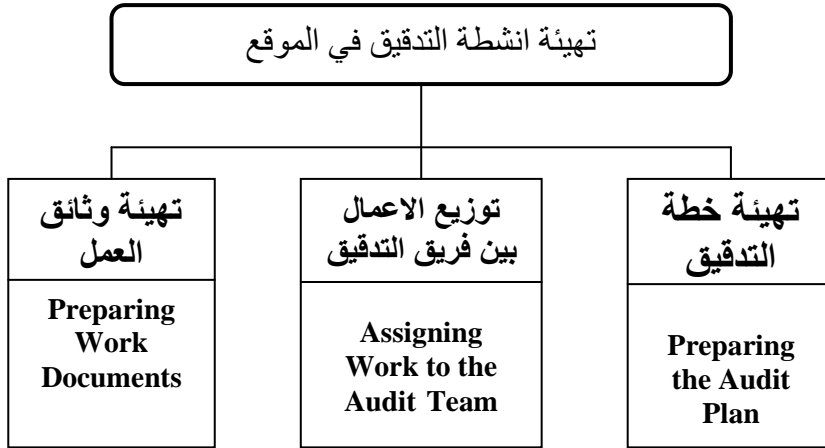 تهيئة انشطة التدقيق في الموقع
تهيئة خطة
التدقيق
Preparing
the Audit
Plan
توزيع الاعمال
بين فريق التدقيق
Assigning
Work to the
Audit Team
تهيئة وثائق
العمل
Preparing
Work
Documents